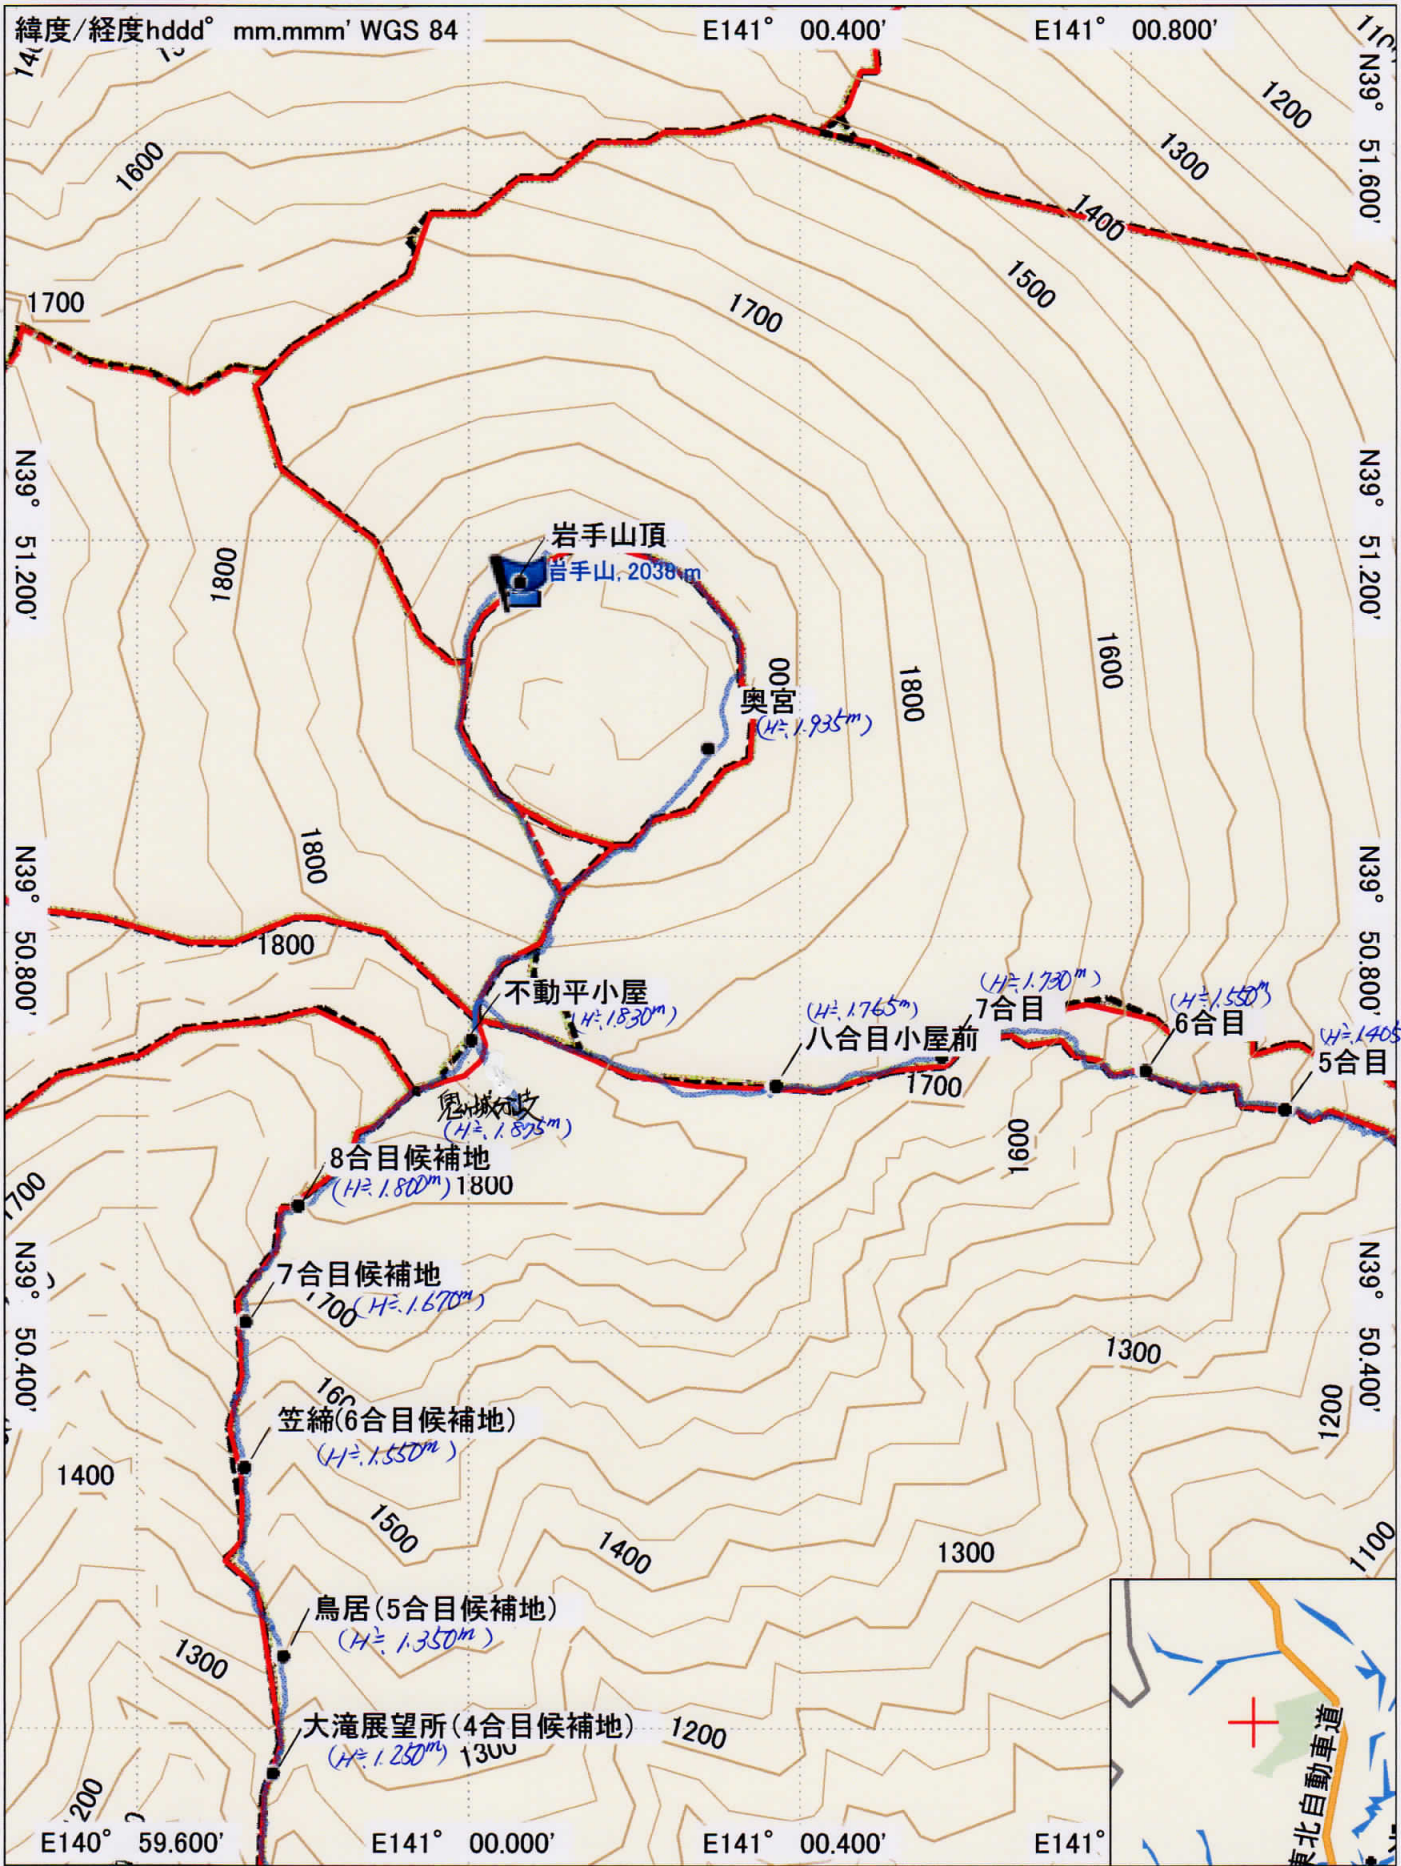 緯度/経度hddd° mm.mmm' WGS 84
E141° 00.400'
E141° 00.800'
N39° 51.600'
1200
1300
1600
1400
1500
1700
1700
N39° 51.200'
N39° 51.200'
岩手山頂
岩手山, 2038 m
1800
1600
1800
奥宮
(H≒1.935m)
1800
N39° 50.800'
N39° 50.800'
1800
不動平小屋
(H≒1.830m)
(H≒1.765m)
八合目小屋前
(H≒1.730m)
7合目
(H≒1.550m)
6合目
(H≒1405
5合目
1700
鬼ヶ城分岐
(H≒1.875m)
1600
8合目候補地
(H≒1.800m)
1800
1700
7合目候補地
(H≒1.670m)
1700
N39° 50.400'
N39° 50.400'
1300
1200
笠締(6合目候補地)
(H≒1.550m)
1400
1500
1400
1300
1100
鳥居(5合目候補地)
(H≒1.350m)
1300
大滝展望所(4合目候補地)
(H≒1.250m)
1300
1200
東北自動車道
E140° 59.600'
E141° 00.000'
E141° 00.400'
E141°